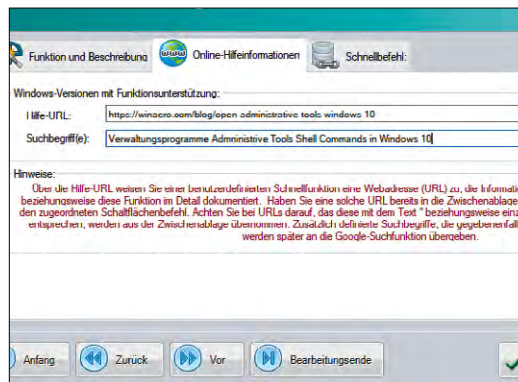 Funktion und Beschreibung
Online-Hilfeinformationen
Schnellbefehl:
Windows-Versionen mit Funktionsunterstützung:
Hilfe-URL:
https://winaero.com/blog/open-administrative-tools-windows-10
Suchbegriff(e):
Verwaltungsprogramme Admninistrive Tools Shell Commands in Windows 10
Hinweise:
Über die Hilfe-URL weisen Sie einer benutzerdefinierten Schnellfunktion eine Webadresse (URL) zu, die Informati
beziehungsweise diese Funktion im Detail dokumentiert. Haben Sie eine solche URL bereits in die Zwischenablage
den zugeordneten Schaltflächenbefehl. Achten Sie bei URLs darauf, das diese mit dem Text " beziehungsweise einz
entsprechen, werden aus der Zwischenablage übernommen. Zusätzlich definierte Suchbegriffe, die gegebenenfall
werden später an die Google-Suchfunktion übergeben.
Anfang
Zurück
Vor
Bearbeitungsende